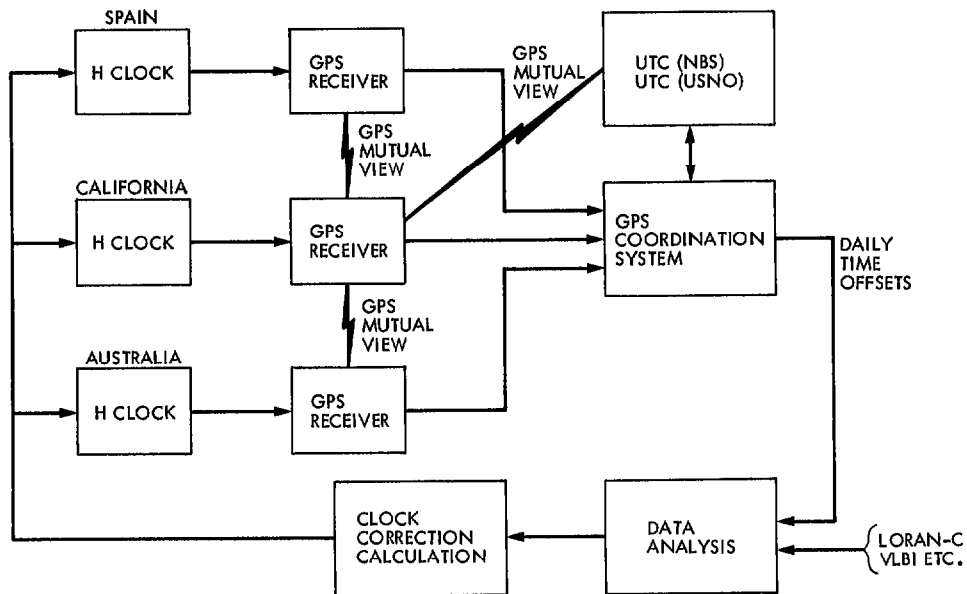 SPAIN
H CLOCK
GPS
RECEIVER
GPS
MUTUAL
VIEW
UTC (NBS)
UTC (USNO)
GPS
MUTUAL
VIEW
CALIFORNIA
H CLOCK
GPS
RECEIVER
GPS
COORDINATION
SYSTEM
DAILY
TIME
OFFSETS
GPS
MUTUAL
VIEW
AUSTRALIA
H CLOCK
GPS
RECEIVER
CLOCK
CORRECTION
CALCULATION
DATA
ANALYSIS
LORAN-C
VLBI ETC.